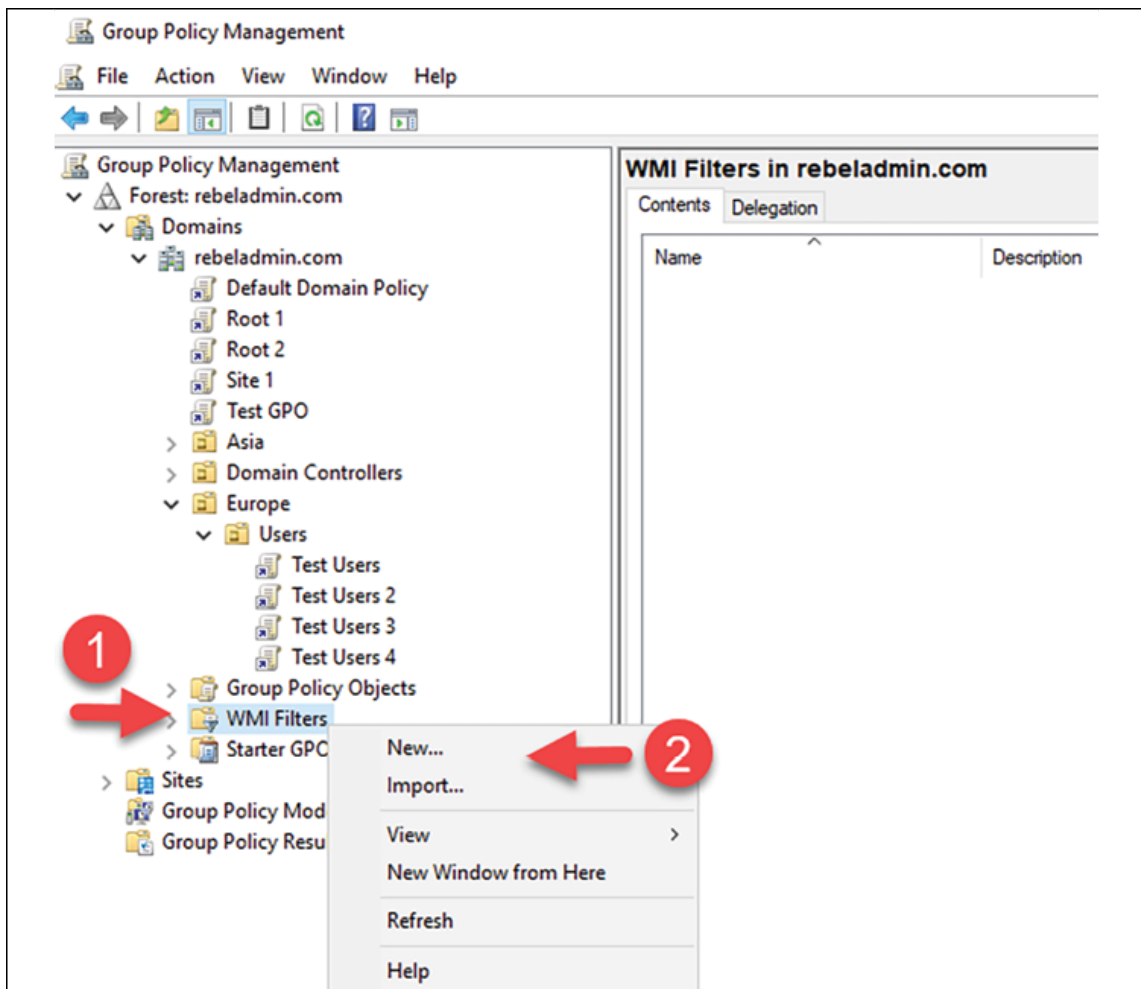 Group Policy Management
File Action View Window Help
Group Policy Management
Forest: rebeladmin.com
Domains
rebeladmin.com
Default Domain Policy
Root 1
Root 2
Site 1
Test GPO
Asia
Domain Controllers
Europe
Users
Test Users
Test Users 2
Test Users 3
Test Users 4
Group Policy Objects
WMI Filters
Starter GPO
Sites
Group Policy Mod
Group Policy Resu
WMI Filters in rebeladmin.com
Contents Delegation
Name Description
1
2
New...
Import...
View
New Window from Here
Refresh
Help